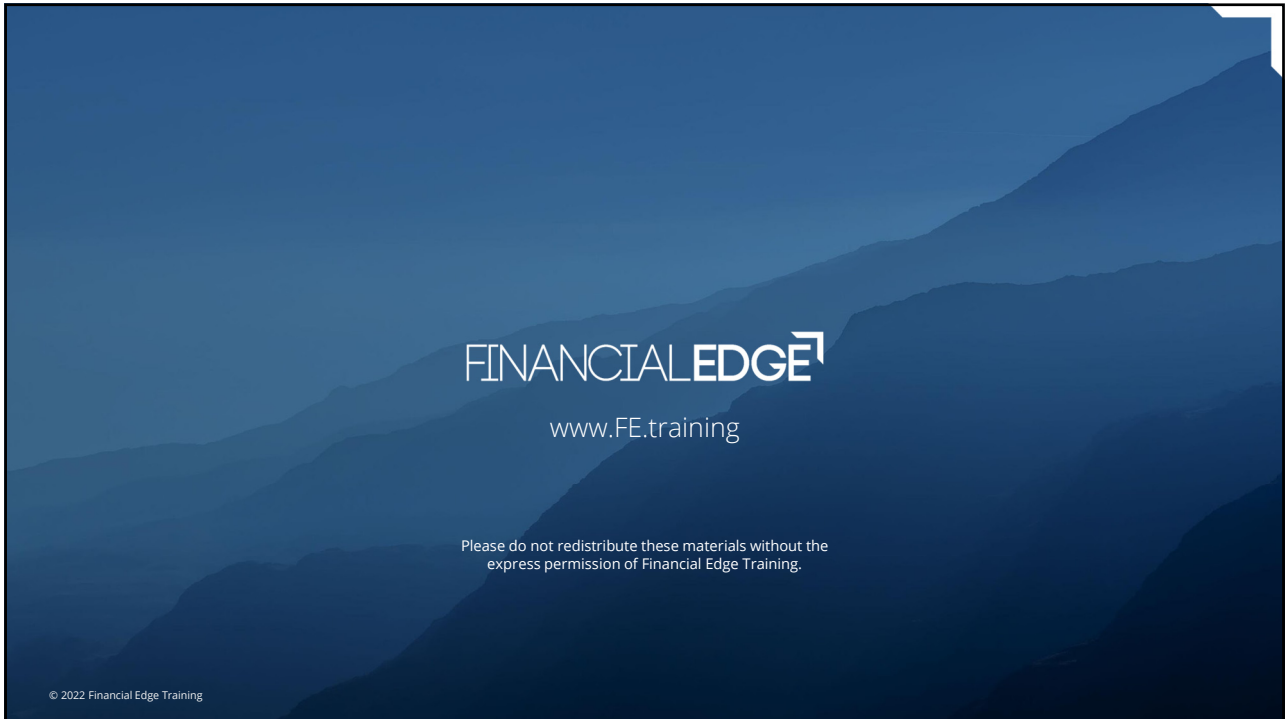 FINANCIALEDGE
www.FE.training
Please do not redistribute these materials without the
express permission of Financial Edge Training.
© 2022 Financial Edge Training